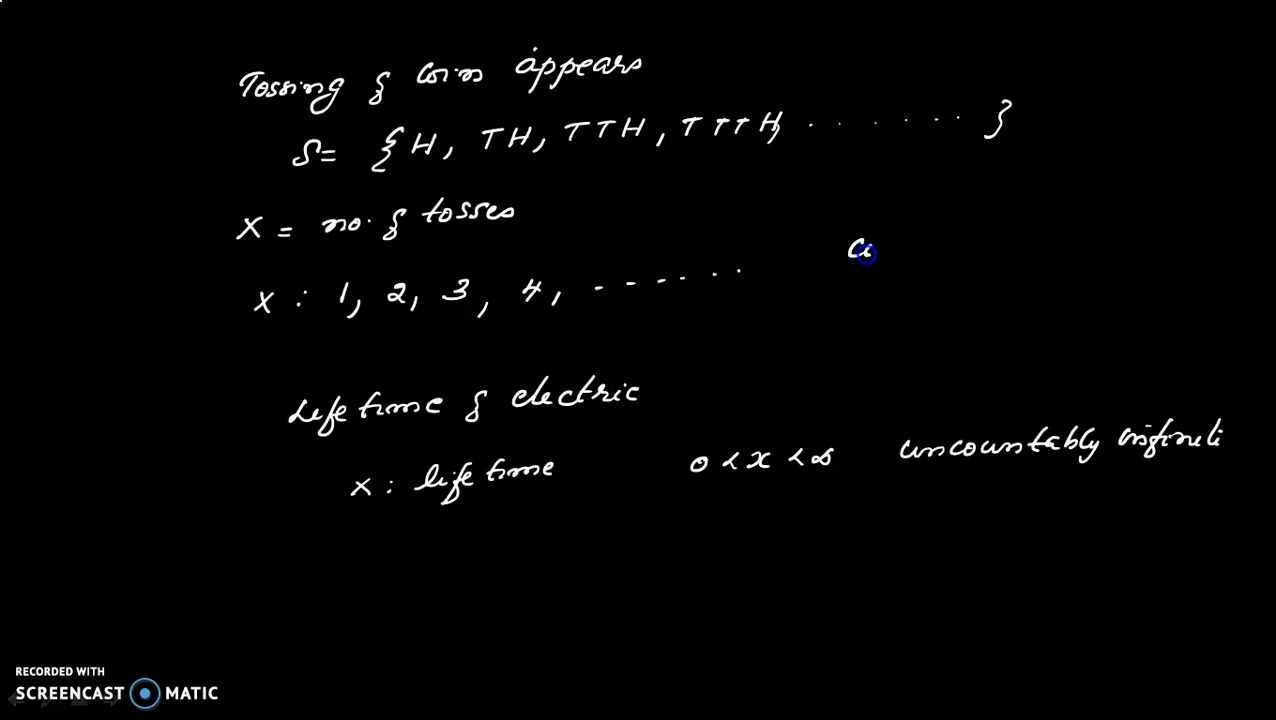 Tossing of coin appears
S = {H, TH, TTH, TTTH, . . . . . . . }
X = no. of tosses
x : 1, 2, 3, 4, - - - - . . .
Life time of electric
x : life time 0 < x < ∞ uncountably infinite
RECORDED WITH
SCREENCAST MATIC